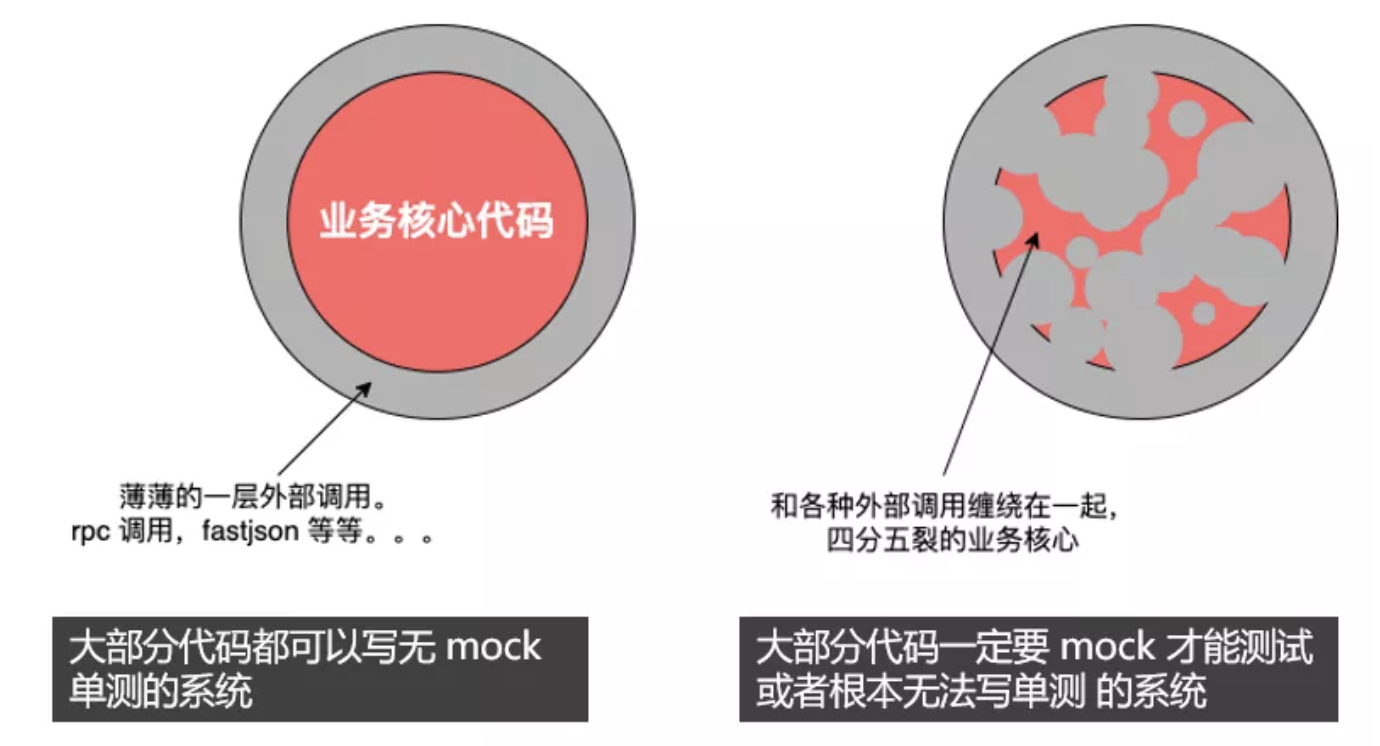 业务核心代码
薄薄的一层外部调用。
rpc 调用，fastjson 等等。。。
大部分代码都可以写无 mock
单测的系统
和各种外部调用缠绕在一起，
四分五裂的业务核心
大部分代码一定要 mock 才能测试
或者根本无法写单测 的系统